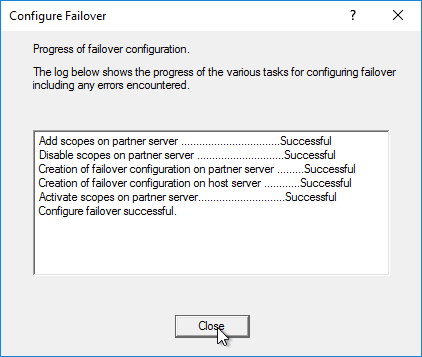 Configure Failover
Progress of failover configuration.
The log below shows the progress of the various tasks for configuring failover
including any errors encountered.
Add scopes on partner server .................................Successful
Disable scopes on partner server .............................Successful
Creation of failover configuration on partner server .........Successful
Creation of failover configuration on host server ............Successful
Activate scopes on partner server.............................Successful
Configure failover successful.
Close